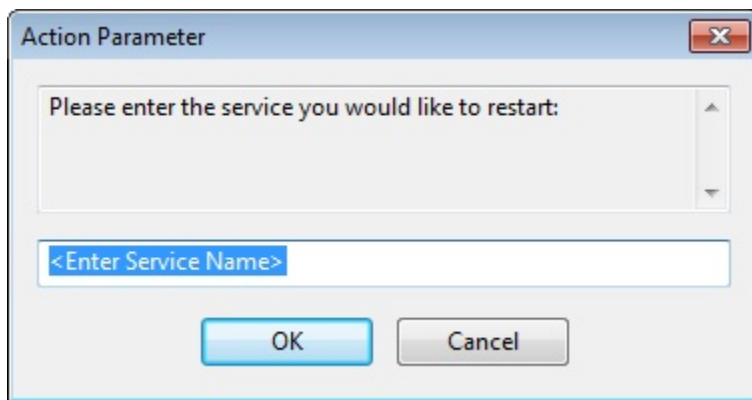 Action Parameter
Please enter the service you would like to restart:
<Enter Service Name>
OK
Cancel